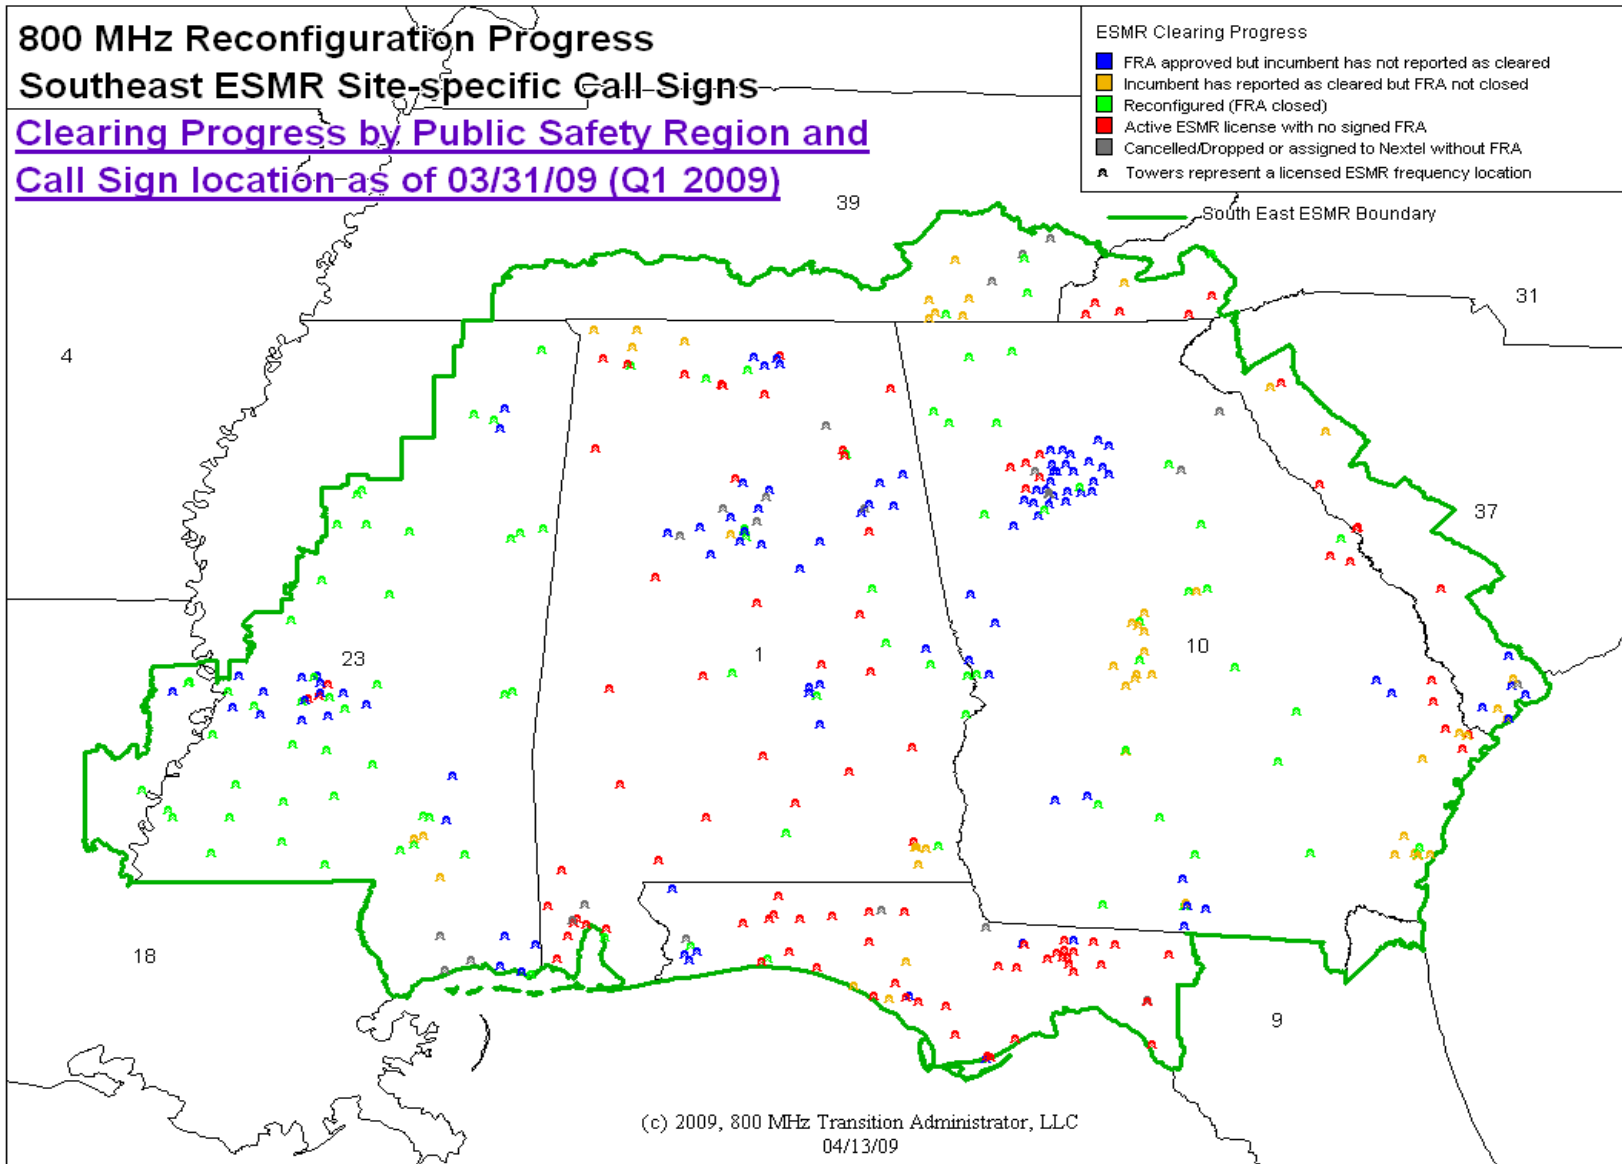 800 MHz Reconfiguration Progress
Southeast ESMR Site-specific Call Signs
Clearing Progress by Public Safety Region and
Call Sign location as of 03/31/09 (Q1 2009)
ESMR Clearing Progress
FRA approved but incumbent has not reported as cleared
Incumbent has reported as cleared but FRA not closed
Reconfigured (FRA closed)
Active ESMR license with no signed FRA
Cancelled/Dropped or assigned to Nextel without FRA
Towers represent a licensed ESMR frequency location
South East ESMR Boundary
39
31
4
37
23
1
10
18
9
(c) 2009, 800 MHz Transition Administrator, LLC
04/13/09